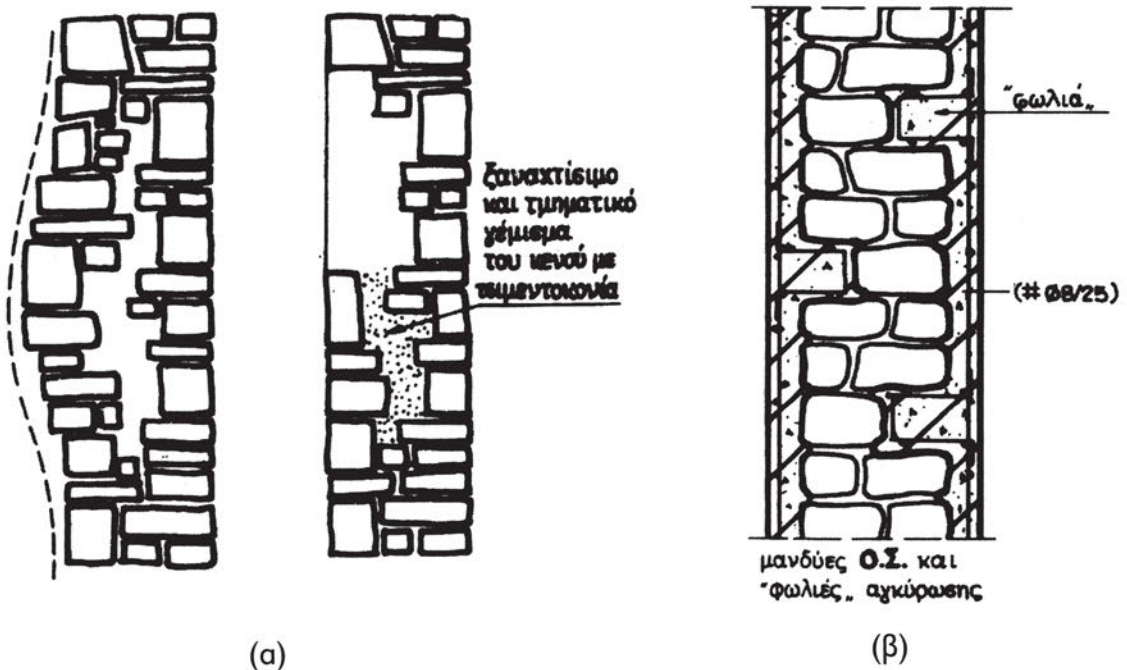 ξαναχτίσιμο
και τμηματικό
γέμισμα
του κενού με
τσιμεντοκονία
"φωλιά„
(# Ø8/25)
μανδύες Ο.Σ. και
"φωλιές„ αγκύρωσης
(α)
(β)